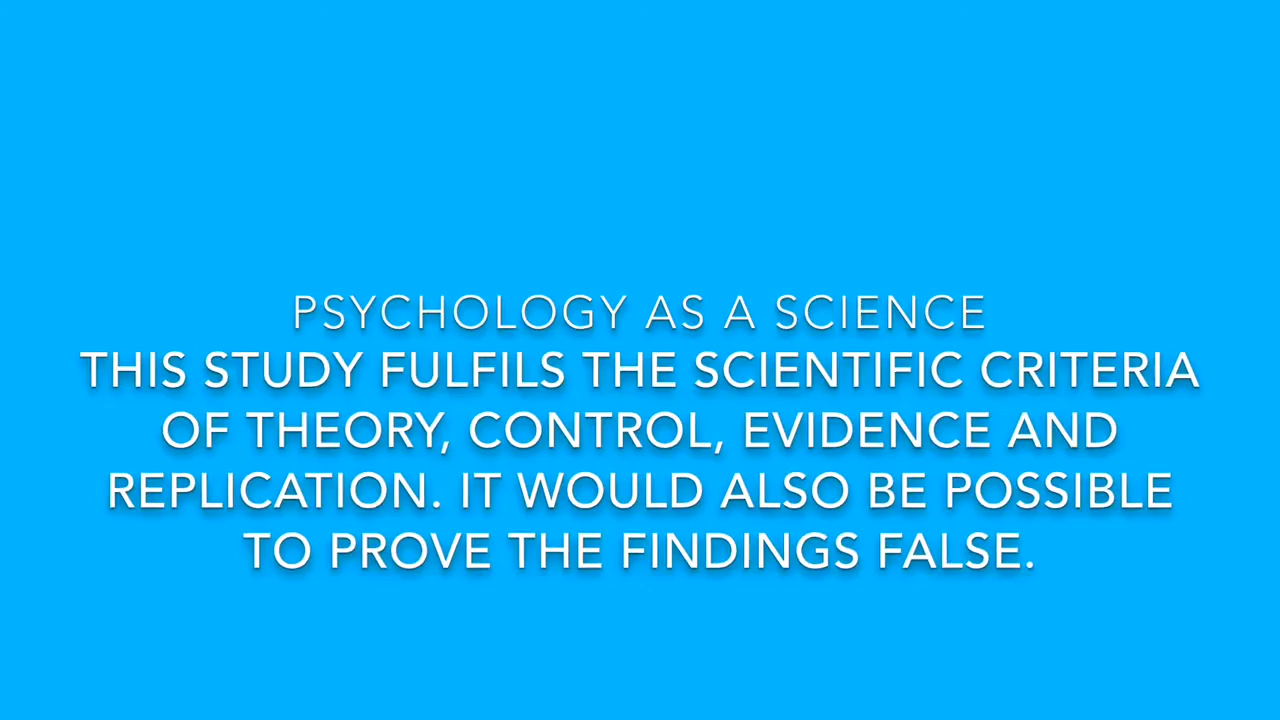 PSYCHOLOGY AS A SCIENCE
THIS STUDY FULFILS THE SCIENTIFIC CRITERIA
OF THEORY, CONTROL, EVIDENCE AND
REPLICATION. IT WOULD ALSO BE POSSIBLE
TO PROVE THE FINDINGS FALSE.